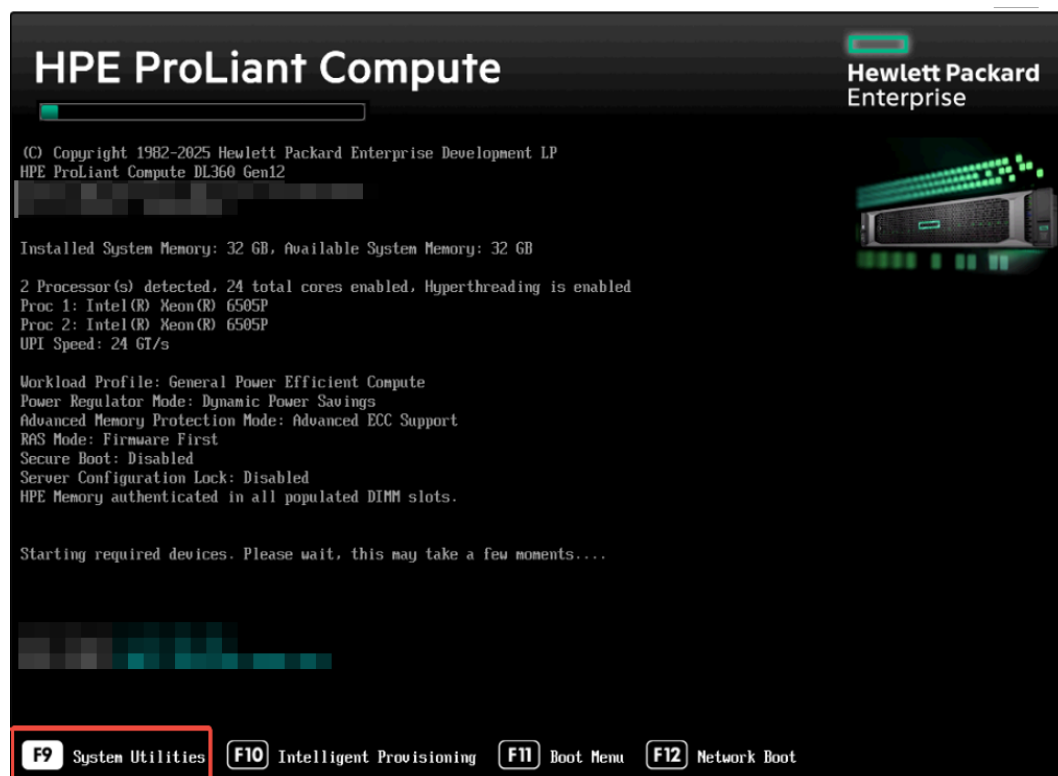 HPE ProLiant Compute
Hewlett Packard
Enterprise
(C) Copyright 1982-2025 Hewlett Packard Enterprise Development LP
HPE ProLiant Compute DL360 Gen12
Installed System Memory: 32 GB, Available System Memory: 32 GB
2 Processor(s) detected, 24 total cores enabled, Hyperthreading is enabled
Proc 1: Intel(R) Xeon(R) 6505P
Proc 2: Intel(R) Xeon(R) 6505P
UPI Speed: 24 GT/s
Workload Profile: General Power Efficient Compute
Power Regulator Mode: Dynamic Power Savings
Advanced Memory Protection Mode: Advanced ECC Support
RAS Mode: Firmware First
Secure Boot: Disabled
Server Configuration Lock: Disabled
HPE Memory authenticated in all populated DIMM slots.
Starting required devices. Please wait, this may take a few moments....
F9 System Utilities F10 Intelligent Provisioning F11 Boot Menu F12 Network Boot